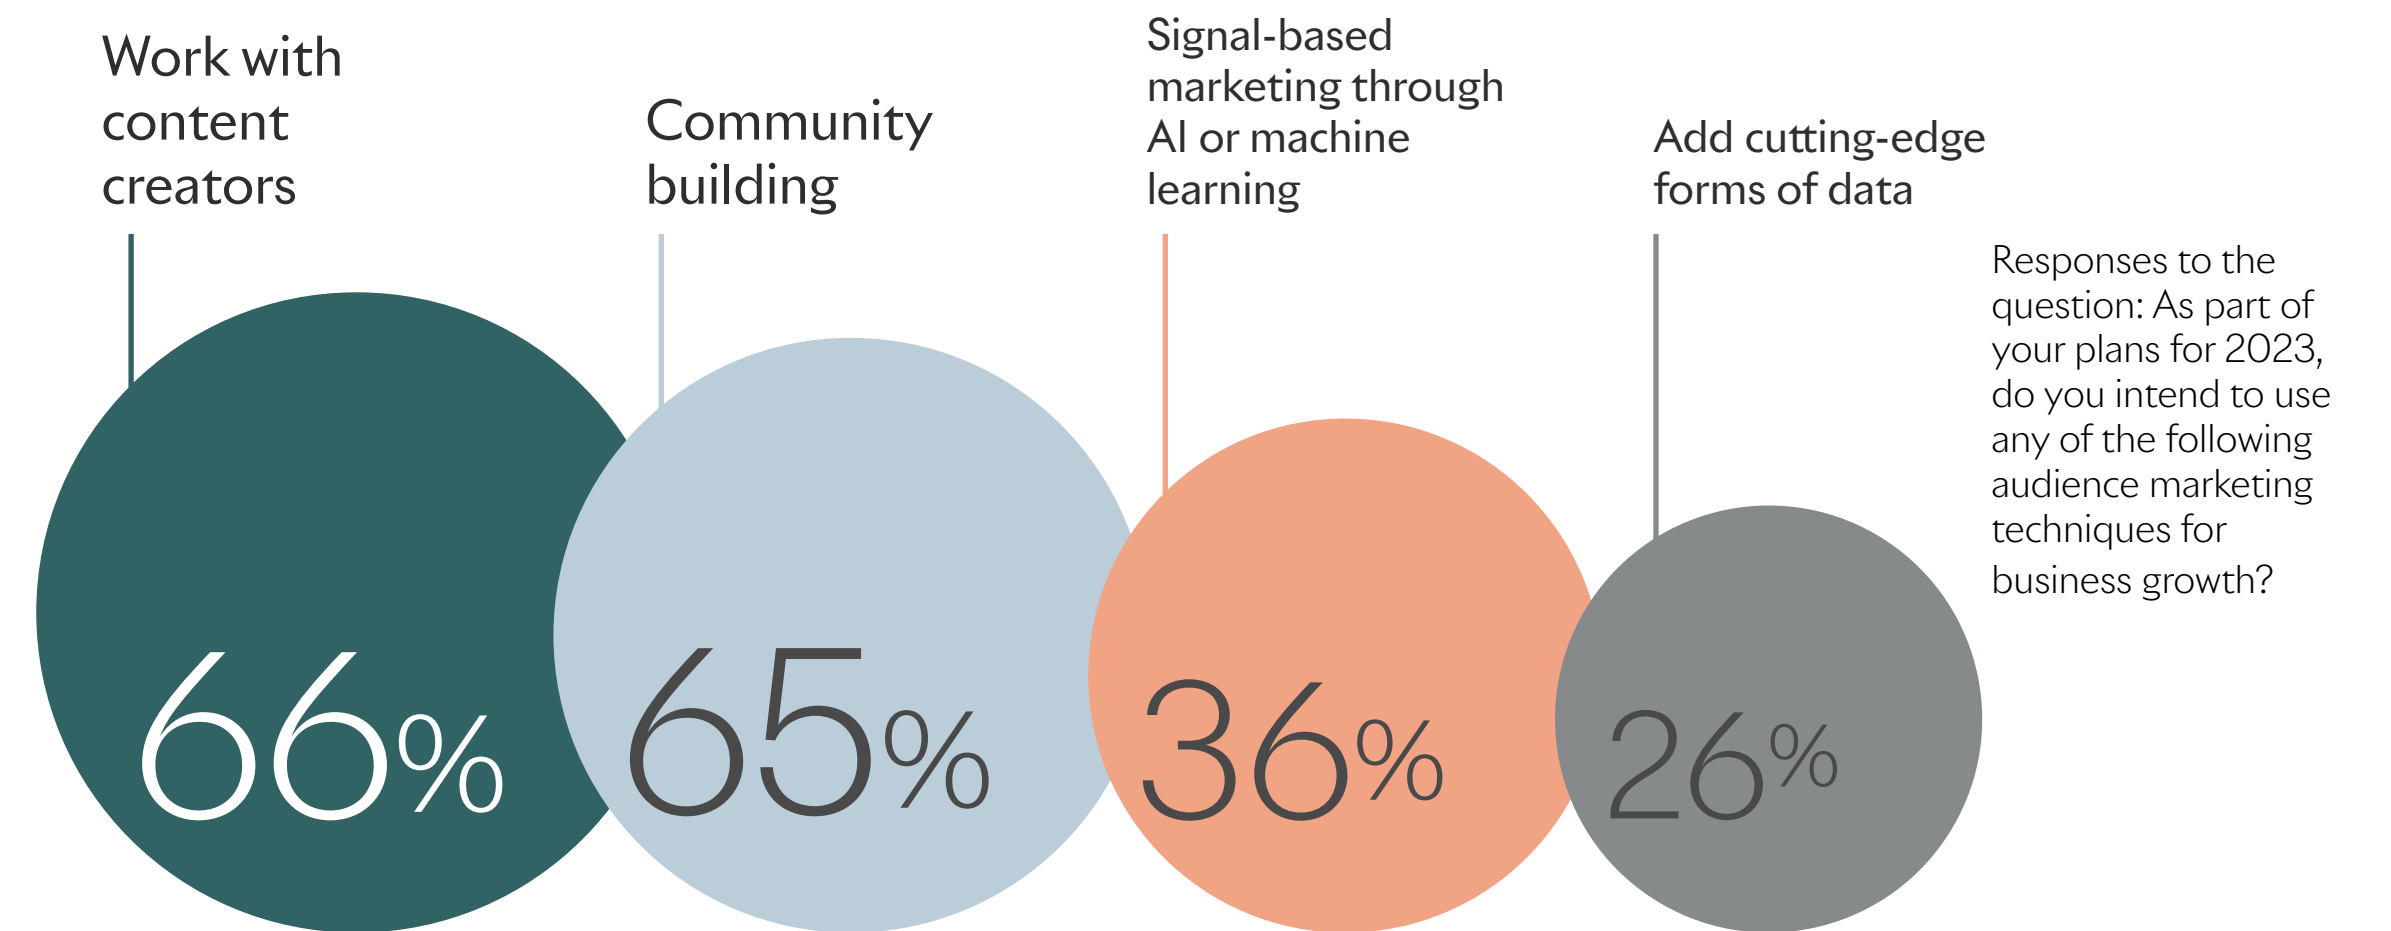 Work with
content
creators
Community
building
Signal-based
marketing through
AI or machine
learning
Add cutting-edge
forms of data
Responses to the
question: As part of
your plans for 2023,
do you intend to use
any of the following
audience marketing
techniques for
business growth?
66%
65%
36%
26%